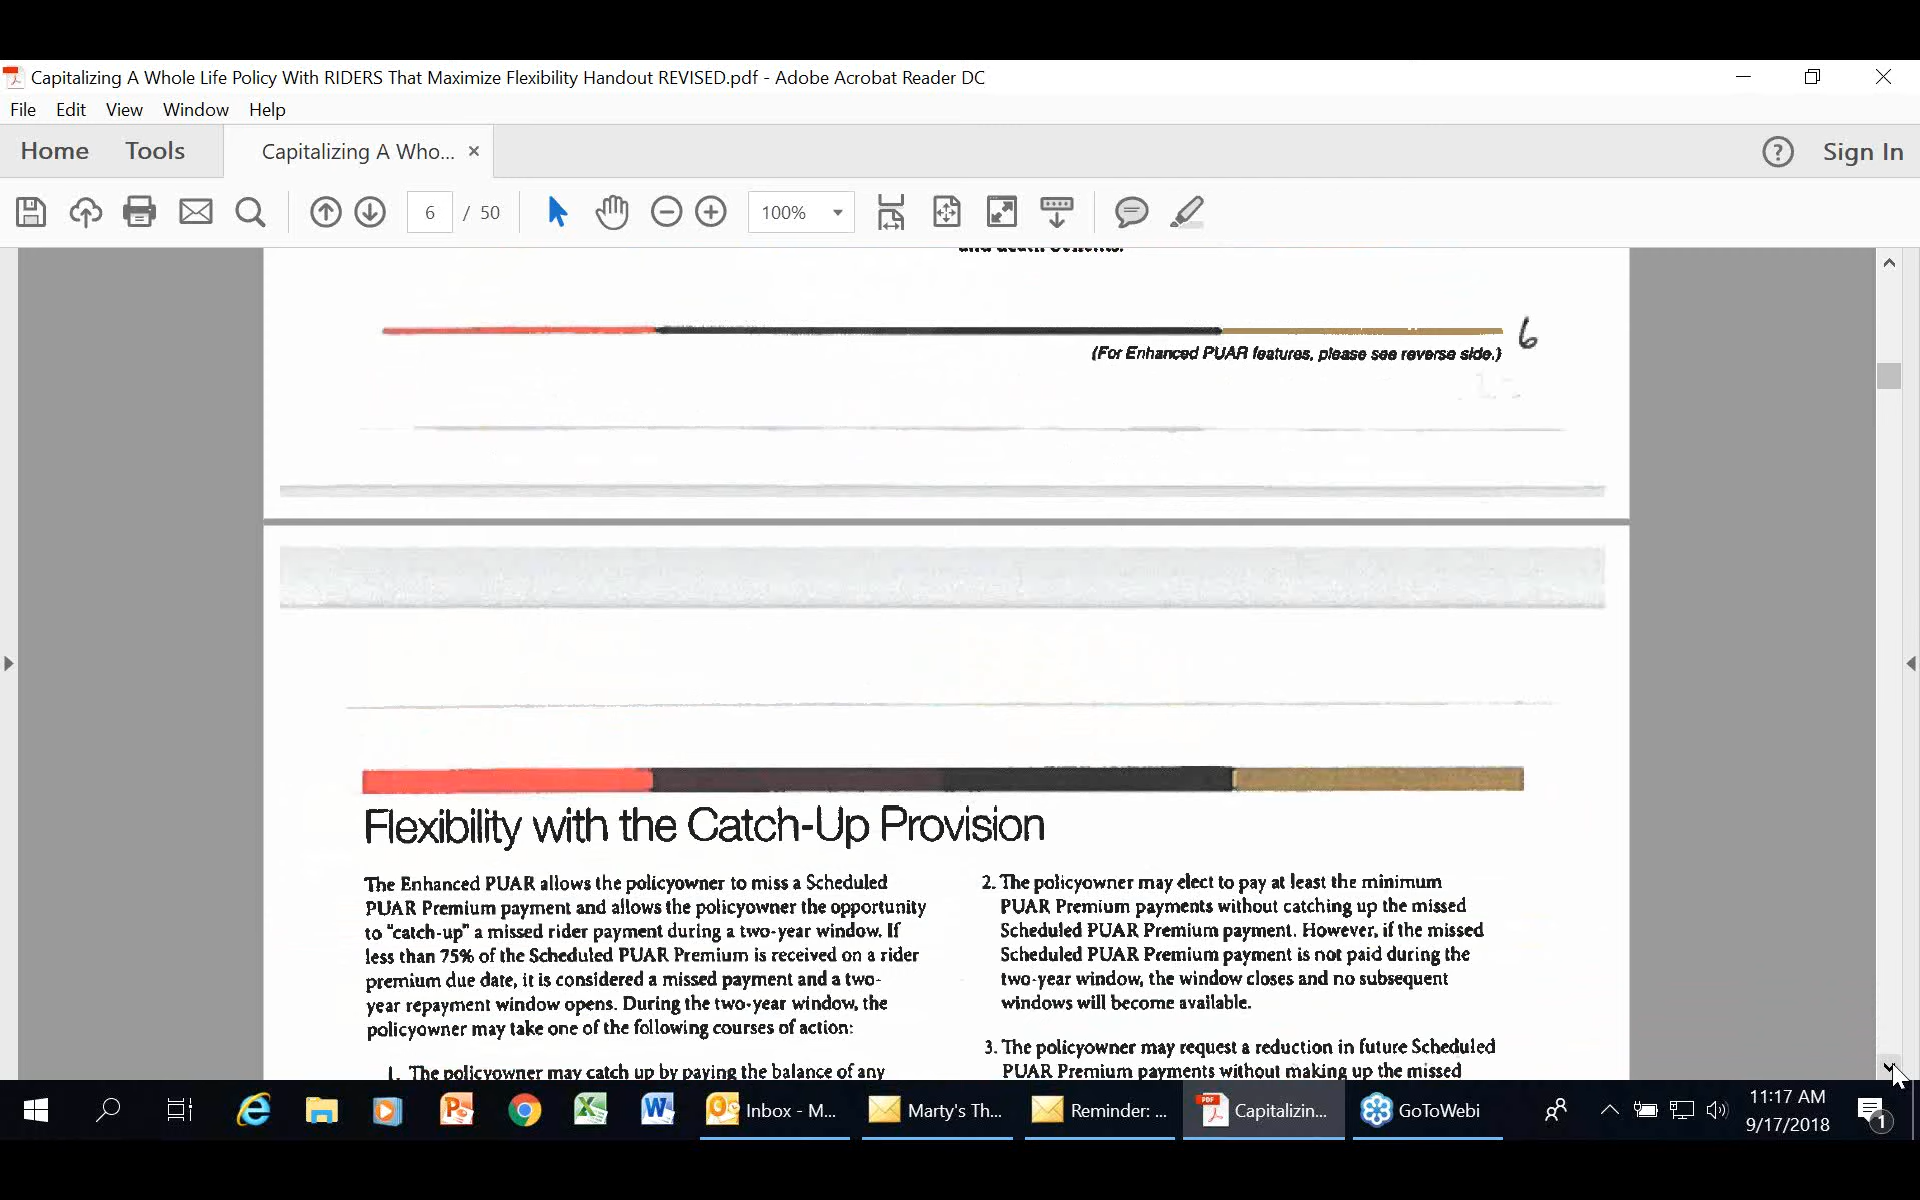 Capitalizing A Whole Life Policy With RIDERS That Maximize Flexibility Handout REVISED.pdf - Adobe Acrobat Reader DC
File Edit View Window Help
Home Tools Capitalizing A Who... × Sign In
6 / 50 100%
and death benefits.
6
(For Enhanced PUAR features, please see reverse side.)
Flexibility with the Catch-Up Provision
The Enhanced PUAR allows the policyowner to miss a Scheduled
PUAR Premium payment and allows the policyowner the opportunity
to "catch-up" a missed rider payment during a two-year window. If
less than 75% of the Scheduled PUAR Premium is received on a rider
premium due date, it is considered a missed payment and a two-
year repayment window opens. During the two-year window, the
policyowner may take one of the following courses of action:
1. The policyowner may catch up by paying the balance of any
2. The policyowner may elect to pay at least the minimum
PUAR Premium payments without catching up the missed
Scheduled PUAR Premium payment. However, if the missed
Scheduled PUAR Premium payment is not paid during the
two-year window, the window closes and no subsequent
windows will become available.
3. The policyowner may request a reduction in future Scheduled
PUAR Premium payments without making up the missed
Inbox - M... Marty's Th... Reminder: ... Capitalizin... GoToWebi
11:17 AM
9/17/2018
1